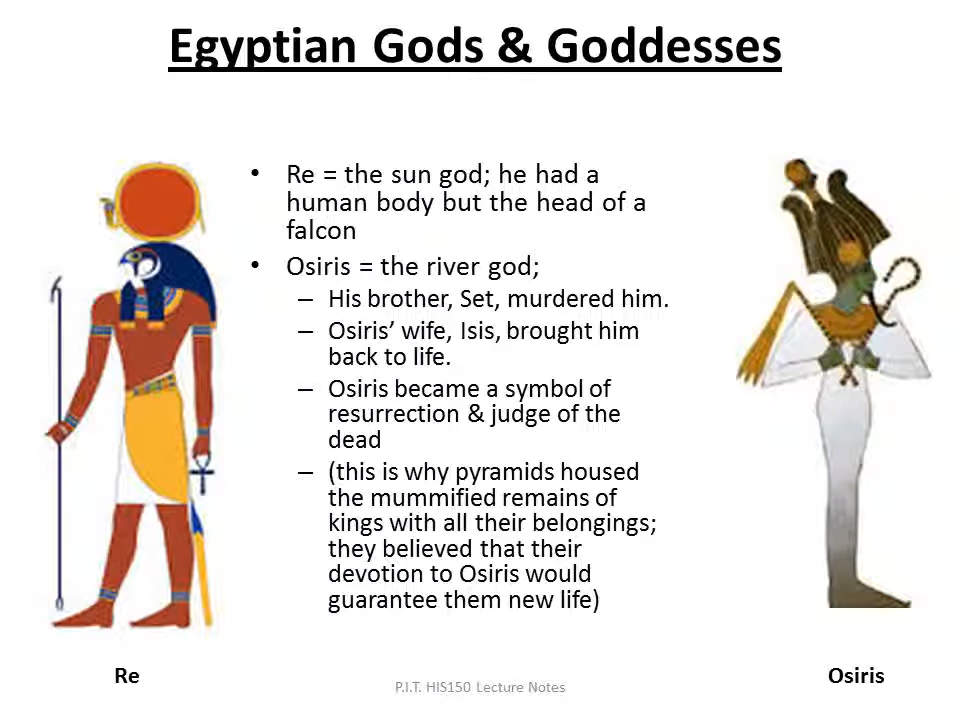 Egyptian Gods & Goddesses
• Re = the sun god; he had a
human body but the head of a
falcon
• Osiris = the river god;
– His brother, Set, murdered him.
– Osiris’ wife, Isis, brought him
back to life.
– Osiris became a symbol of
resurrection & judge of the
dead
– (this is why pyramids housed
the mummified remains of
kings with all their belongings;
they believed that their
devotion to Osiris would
guarantee them new life)
Re
Osiris
P.I.T. HIS150 Lecture Notes